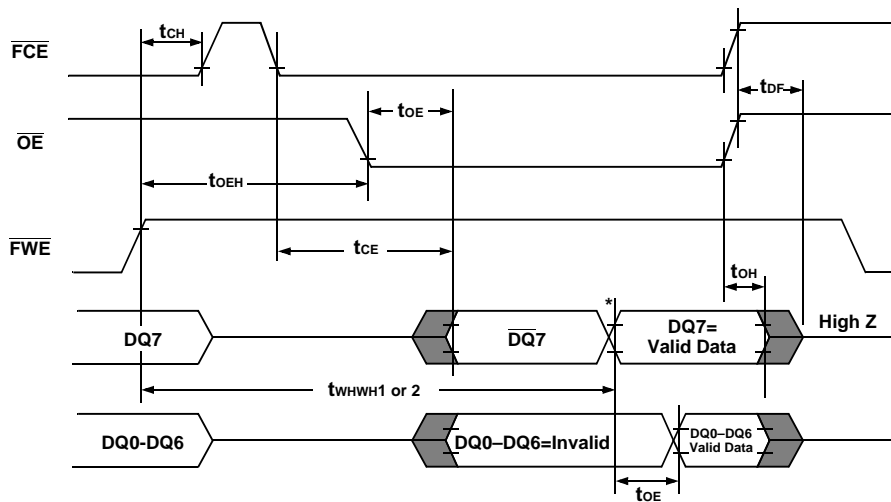 FCE
tCH
tDF
tOE
OE
tOEH
FWE
tCE
tOH
*
DQ7
DQ7
DQ7=
Valid Data
High Z
tWHWH1 or 2
DQ0-DQ6
DQ0–DQ6=Invalid
DQ0–DQ6
Valid Data
tOE